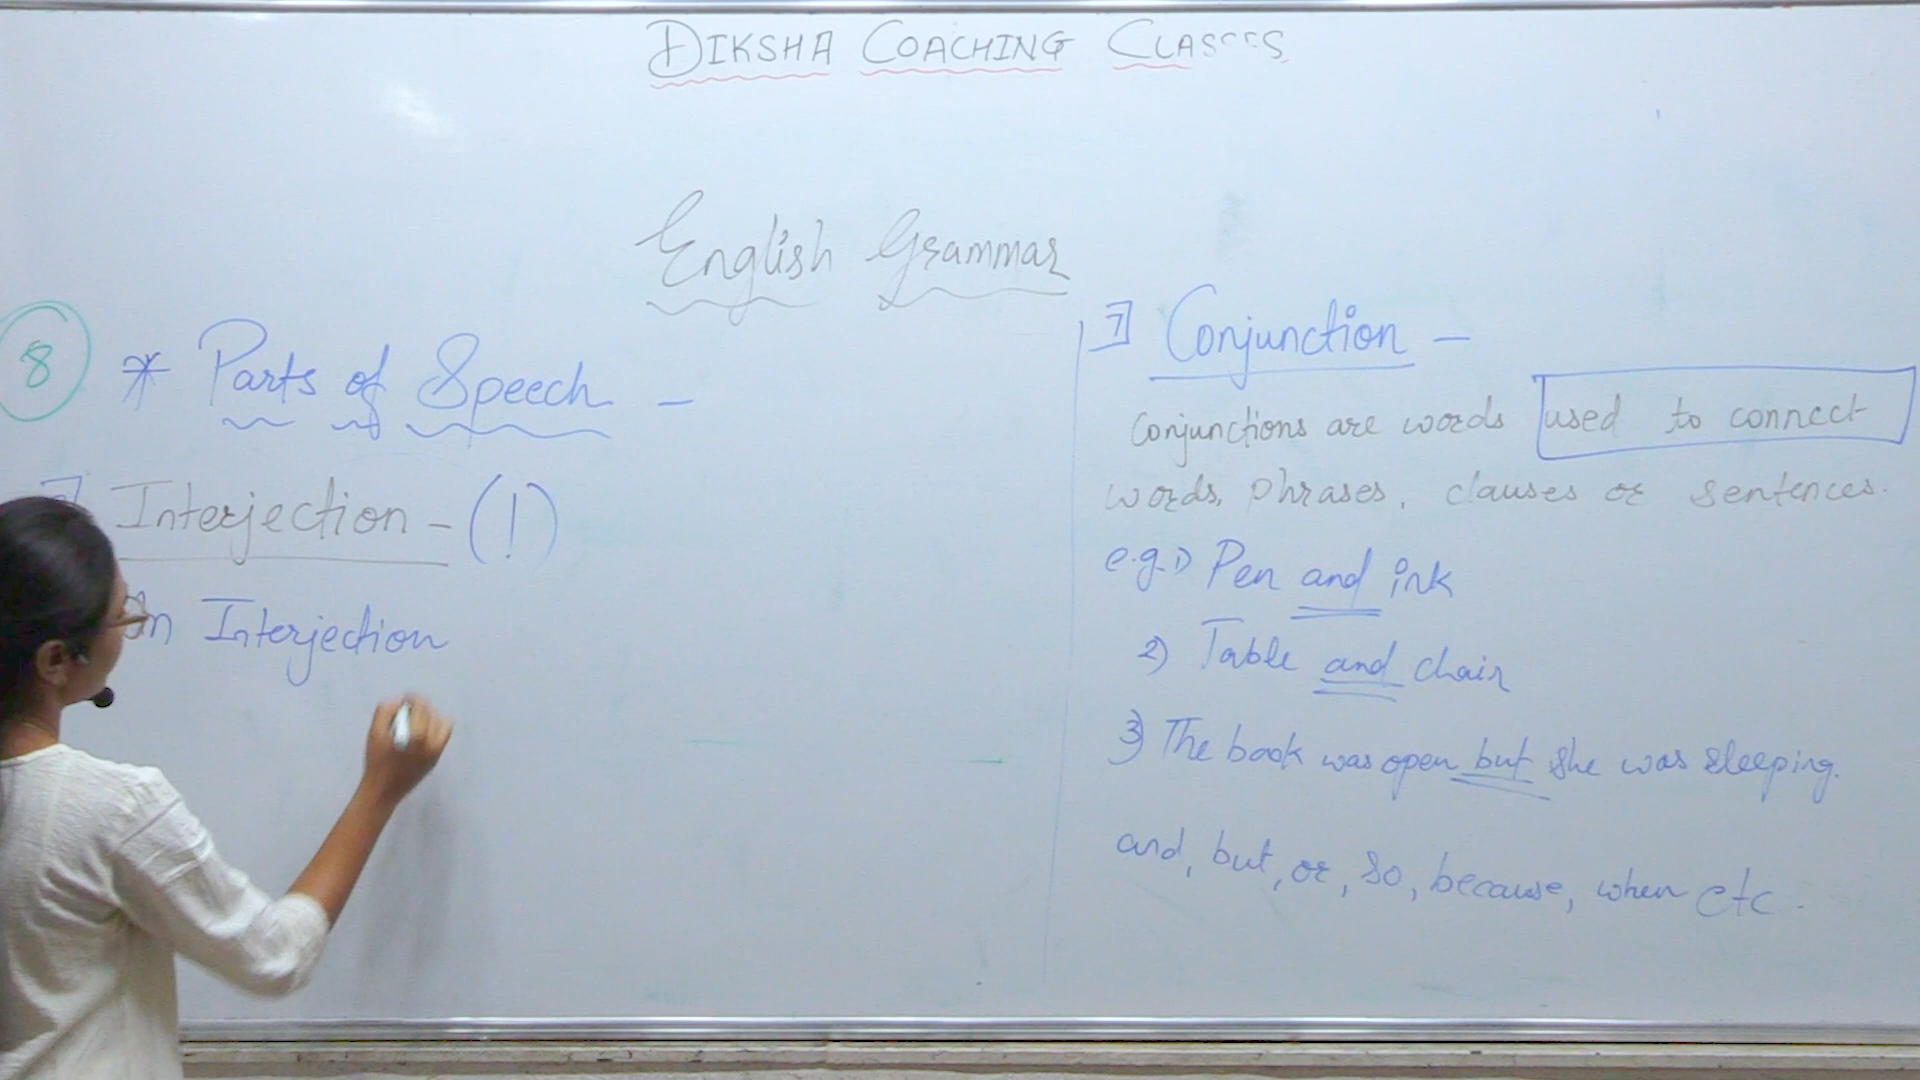 DIKSHA COACHING CLASSES
English Grammar
8
* Parts of Speech -
Interjection - (!)
An Interjection
7] Conjunction -
Conjunctions are words used to connect
words, phrases, clauses or sentences.
e.g. 1) Pen and ink
2) Table and chair
3) The book was open but she was sleeping.
and, but, or, so, because, when etc.